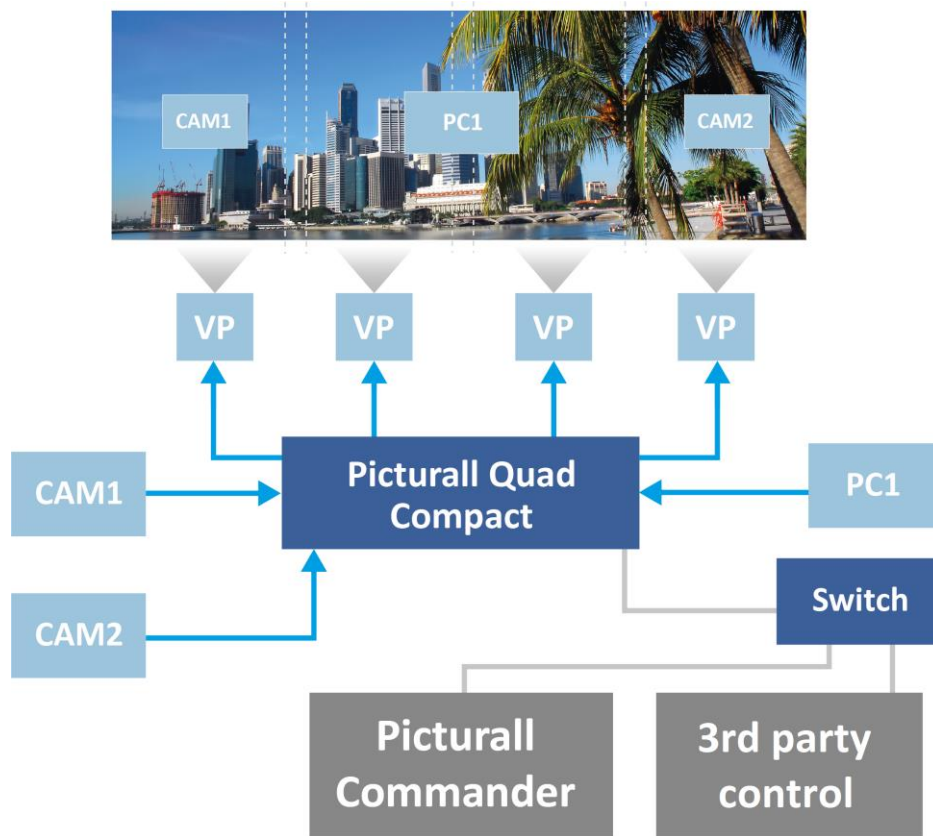 CAM1
PC1
CAM2
VP
VP
VP
VP
Picturall Quad
Compact
CAM1
PC1
CAM2
Switch
Picturall
Commander
3rd party
control